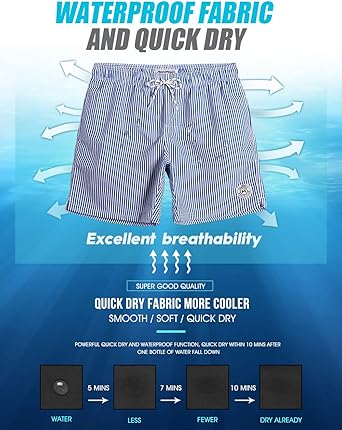 WATERPROOF FABRIC
AND QUICK DRY
Excellent breathability
SUPER GOOD QUALITY
QUICK DRY FABRIC MORE COOLER
SMOOTH / SOFT / QUICK DRY
POWERFUL QUICK DRY AND WATERPROOF FUNCTION, QUICK DRY WITHIN 10 MINS AFTER
ONE BOTTLE OF WATER FALL DOWN
5 MINS 7 MINS 10 MINS
WATER LESS FEWER DRY ALREADY